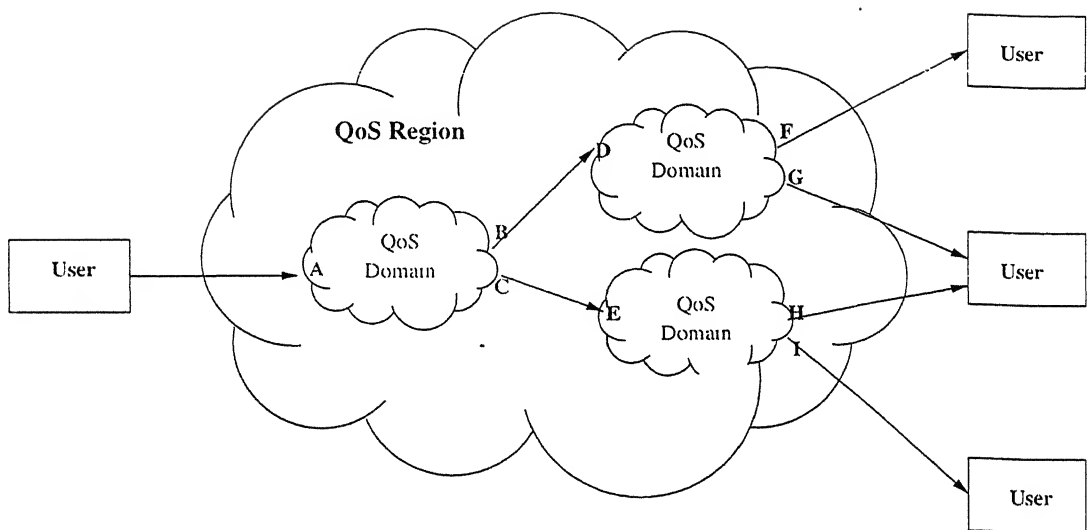 User
QoS Region
F
QoS
Domain
D
G
B
QoS
Domain
A
C
User
User
QoS
Domain
E
H
I
User